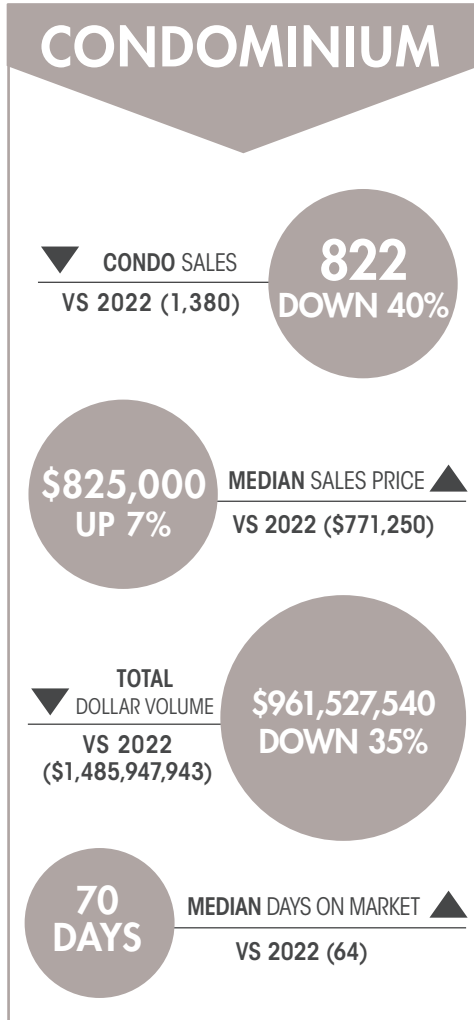 CONDOMINIUM
CONDO SALES
VS 2022 (1,380)
822
DOWN 40%
$825,000
UP 7%
MEDIAN SALES PRICE
VS 2022 ($771,250)
TOTAL
DOLLAR VOLUME
VS 2022
($1,485,947,943)
$961,527,540
DOWN 35%
70
DAYS
MEDIAN DAYS ON MARKET
VS 2022 (64)